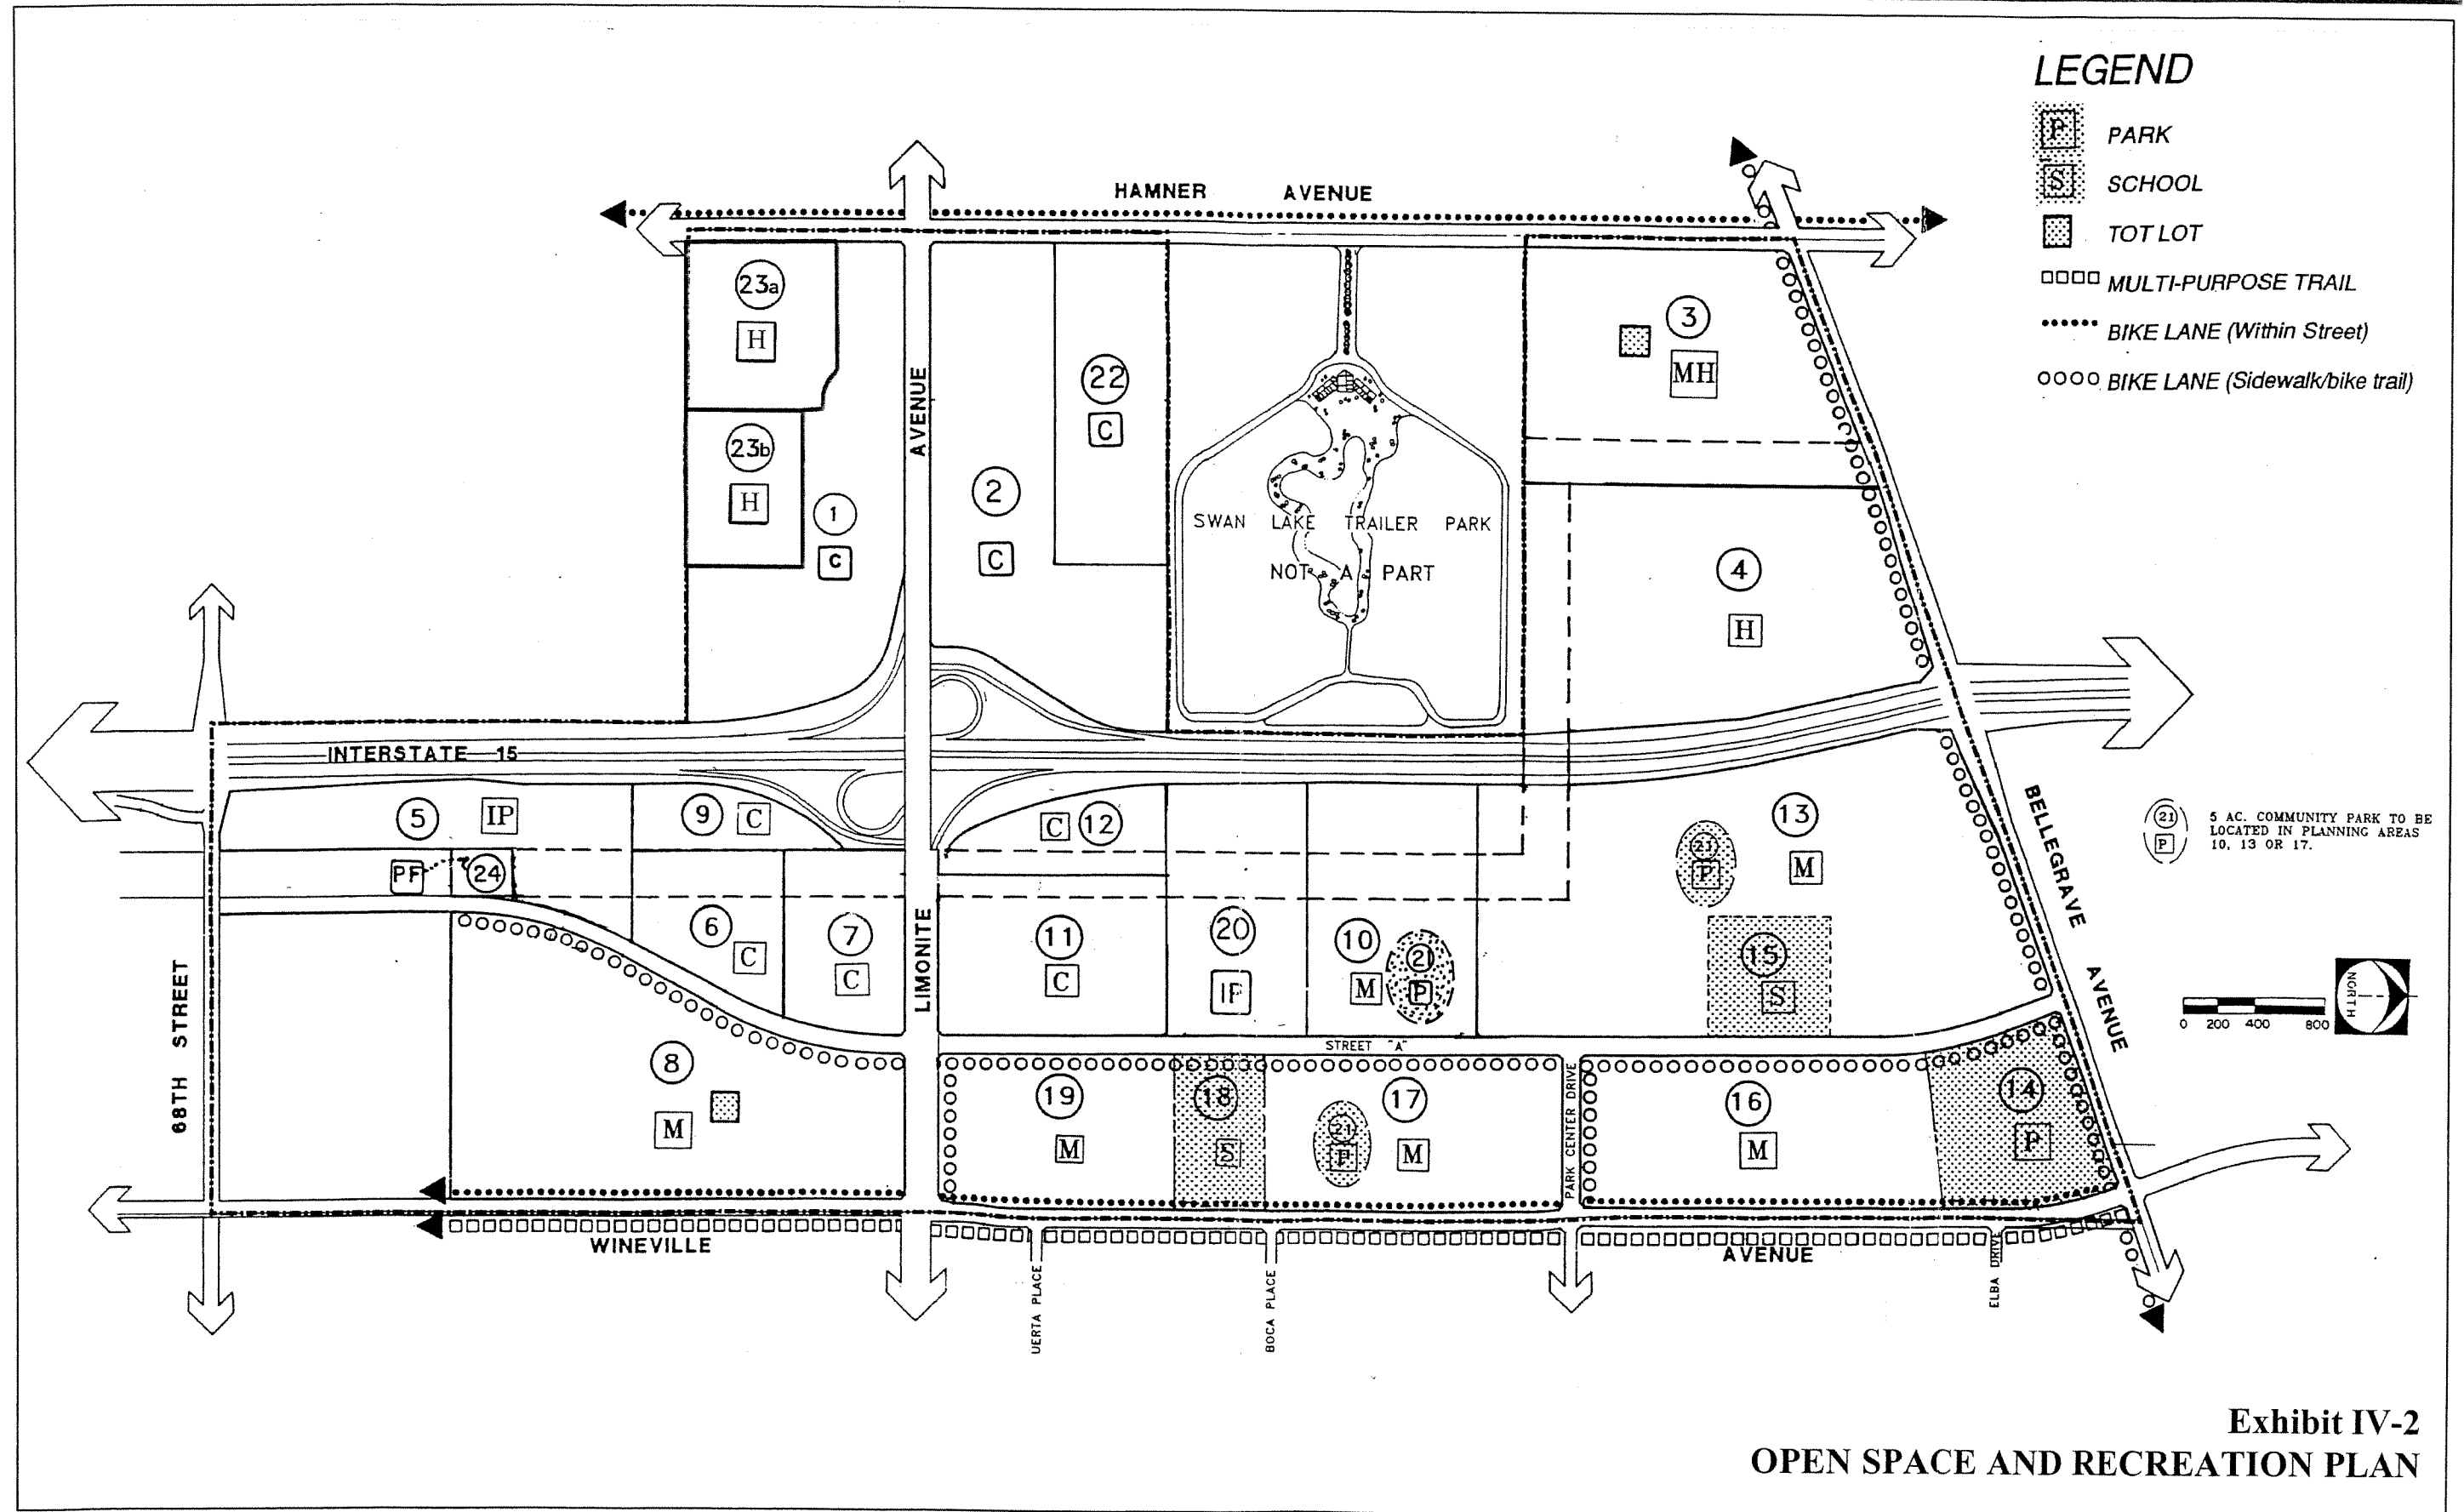 LEGEND
P PARK
S SCHOOL
TOT LOT
MULTI-PURPOSE TRAIL
BIKE LANE (Within Street)
BIKE LANE (Sidewalk/bike trail)
HAMNER AVENUE
23a
H
23b
H
1
C
AVENUE
LIMONITE
2
C
22
C
SWAN LAKE TRAILER PARK
NOT A PART
3
MH
4
H
INTERSTATE 15
5
IP
9
C
C
12
PF
24
6
C
7
C
11
C
20
IP
10
M
21
P
13
M
21
P
15
S
BELLEGRAVE
AVENUE
21
P
5 AC. COMMUNITY PARK TO BE
LOCATED IN PLANNING AREAS
10, 13 OR 17.
NORTH
0 200 400 800
68TH STREET
STREET "A"
8
M
19
M
18
S
21
P
17
M
PARK CENTER DRIVE
16
M
14
P
WINEVILLE
AVENUE
UERTA PLACE
BOCA PLACE
ELBA DRIVE
Exhibit IV-2
OPEN SPACE AND RECREATION PLAN